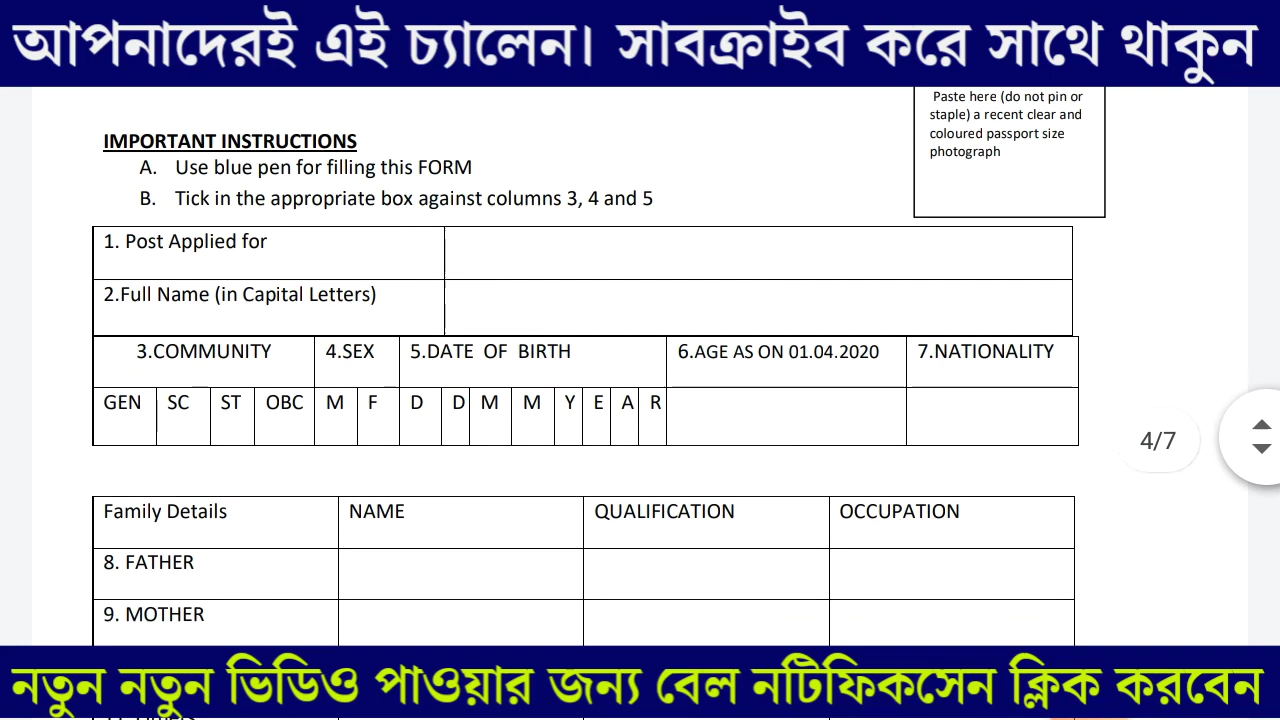 আপনাদেরই এই চ্যালেন। সাবক্রাইব করে সাথে থাকুন
Paste here (do not pin or
staple) a recent clear and
coloured passport size
photograph
IMPORTANT INSTRUCTIONS
A. Use blue pen for filling this FORM
B. Tick in the appropriate box against columns 3, 4 and 5
1. Post Applied for
2.Full Name (in Capital Letters)
3.COMMUNITY 4.SEX 5.DATE OF BIRTH 6.AGE AS ON 01.04.2020 7.NATIONALITY
GEN SC ST OBC M F D D M M Y E A R
4/7
Family Details NAME QUALIFICATION OCCUPATION
8. FATHER
9. MOTHER
নতুন নতুন ভিডিও পাওয়ার জন্য বেল নটিফিকসেন ক্লিক করবেন